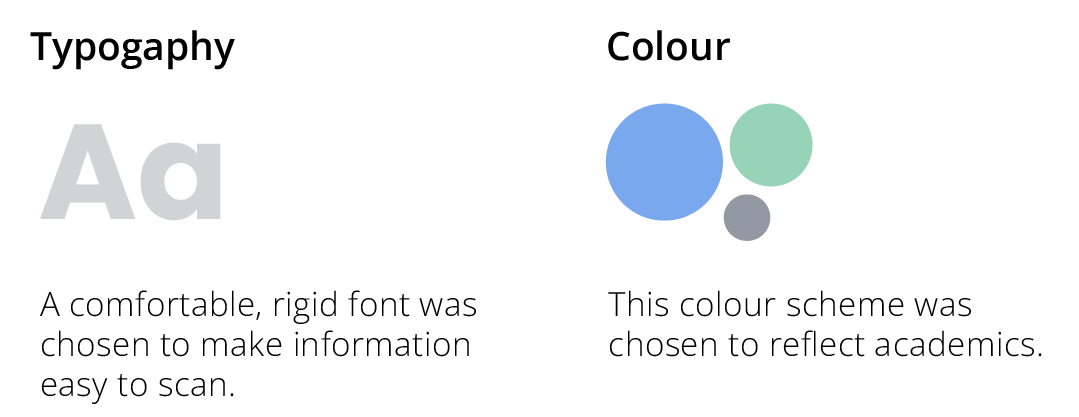 Typogaphy
Aa
A comfortable, rigid font was
chosen to make information
easy to scan.
Colour
This colour scheme was
chosen to reflect academics.